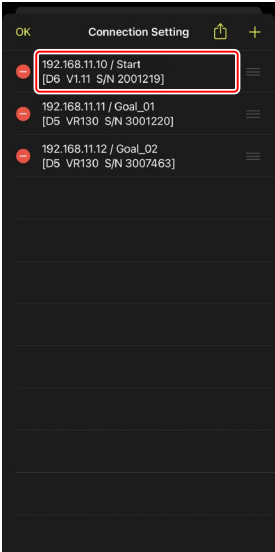 OK Connection Setting +
192.168.11.10 / Start
[D6 V1.11 S/N 2001219]
192.168.11.11 / Goal_01
[D5 VR130 S/N 3001220]
192.168.11.12 / Goal_02
[D5 VR130 S/N 3007463]